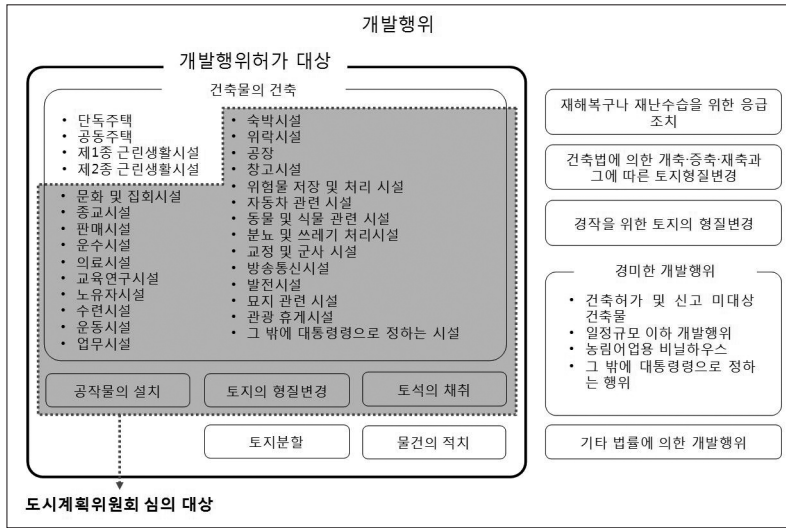 개발행위
개발행위허가 대상
건축물의 건축
• 단독주택
• 공동주택
• 제1종 근린생활시설
• 제2종 근린생활시설
• 문화 및 집회시설
• 종교시설
• 판매시설
• 운수시설
• 의료시설
• 교육연구시설
• 노유자시설
• 수련시설
• 운동시설
• 업무시설
• 숙박시설
• 위락시설
• 공장
• 창고시설
• 위험물 저장 및 처리 시설
• 자동차 관련 시설
• 동물 및 식물 관련 시설
• 분뇨 및 쓰레기 처리시설
• 교정 및 군사 시설
• 방송통신시설
• 발전시설
• 묘지 관련 시설
• 관광 휴게시설
• 그 밖에 대통령령으로 정하는 시설
공작물의 설치
토지의 형질변경
토석의 채취
토지분할
물건의 적치
도시계획위원회 심의 대상
재해복구나 재난수습을 위한 응급
조치
건축법에 의한 개축·증축·재축과
그에 따른 토지형질변경
경작을 위한 토지의 형질변경
경미한 개발행위
• 건축허가 및 신고 미대상
건축물
• 일정규모 이하 개발행위
• 농림어업용 비닐하우스
• 그 밖에 대통령령으로 정하
는 행위
기타 법률에 의한 개발행위